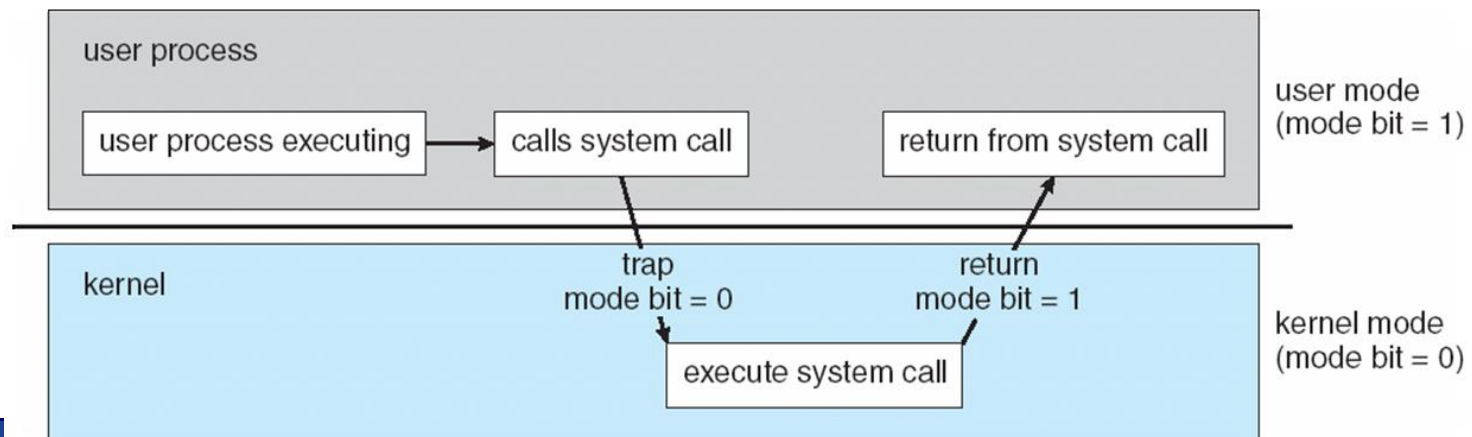 user process
user process executing
calls system call
return from system call
user mode
(mode bit = 1)
kernel
trap
mode bit = 0
return
mode bit = 1
execute system call
kernel mode
(mode bit = 0)